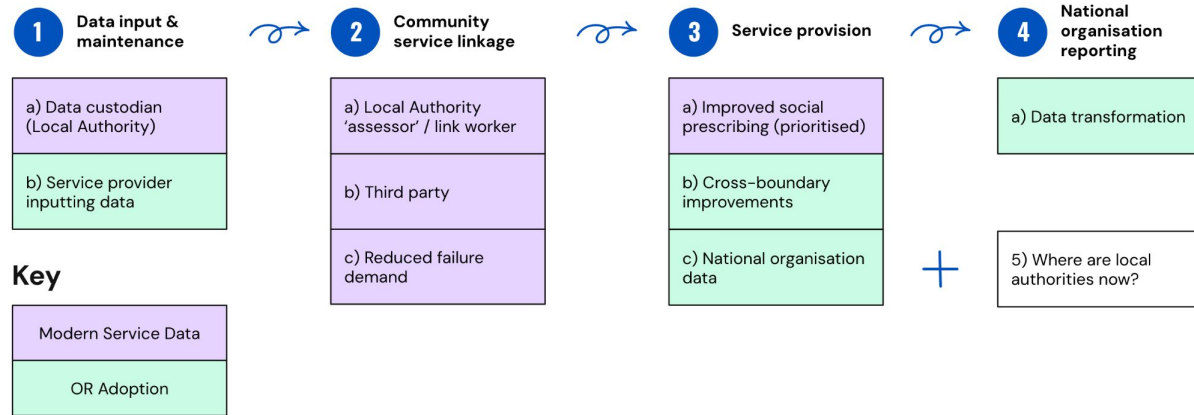 1
Data input &
maintenance
2
Community
service linkage
3
Service provision
4
National
organisation
reporting
a) Data custodian
(Local Authority)
b) Service provider
inputting data
a) Local Authority
‘assessor’ / link worker
b) Third party
c) Reduced failure
demand
a) Improved social
prescribing (prioritised)
b) Cross-boundary
improvements
c) National organisation
data
a) Data transformation
5) Where are local
authorities now?
Key
Modern Service Data
OR Adoption